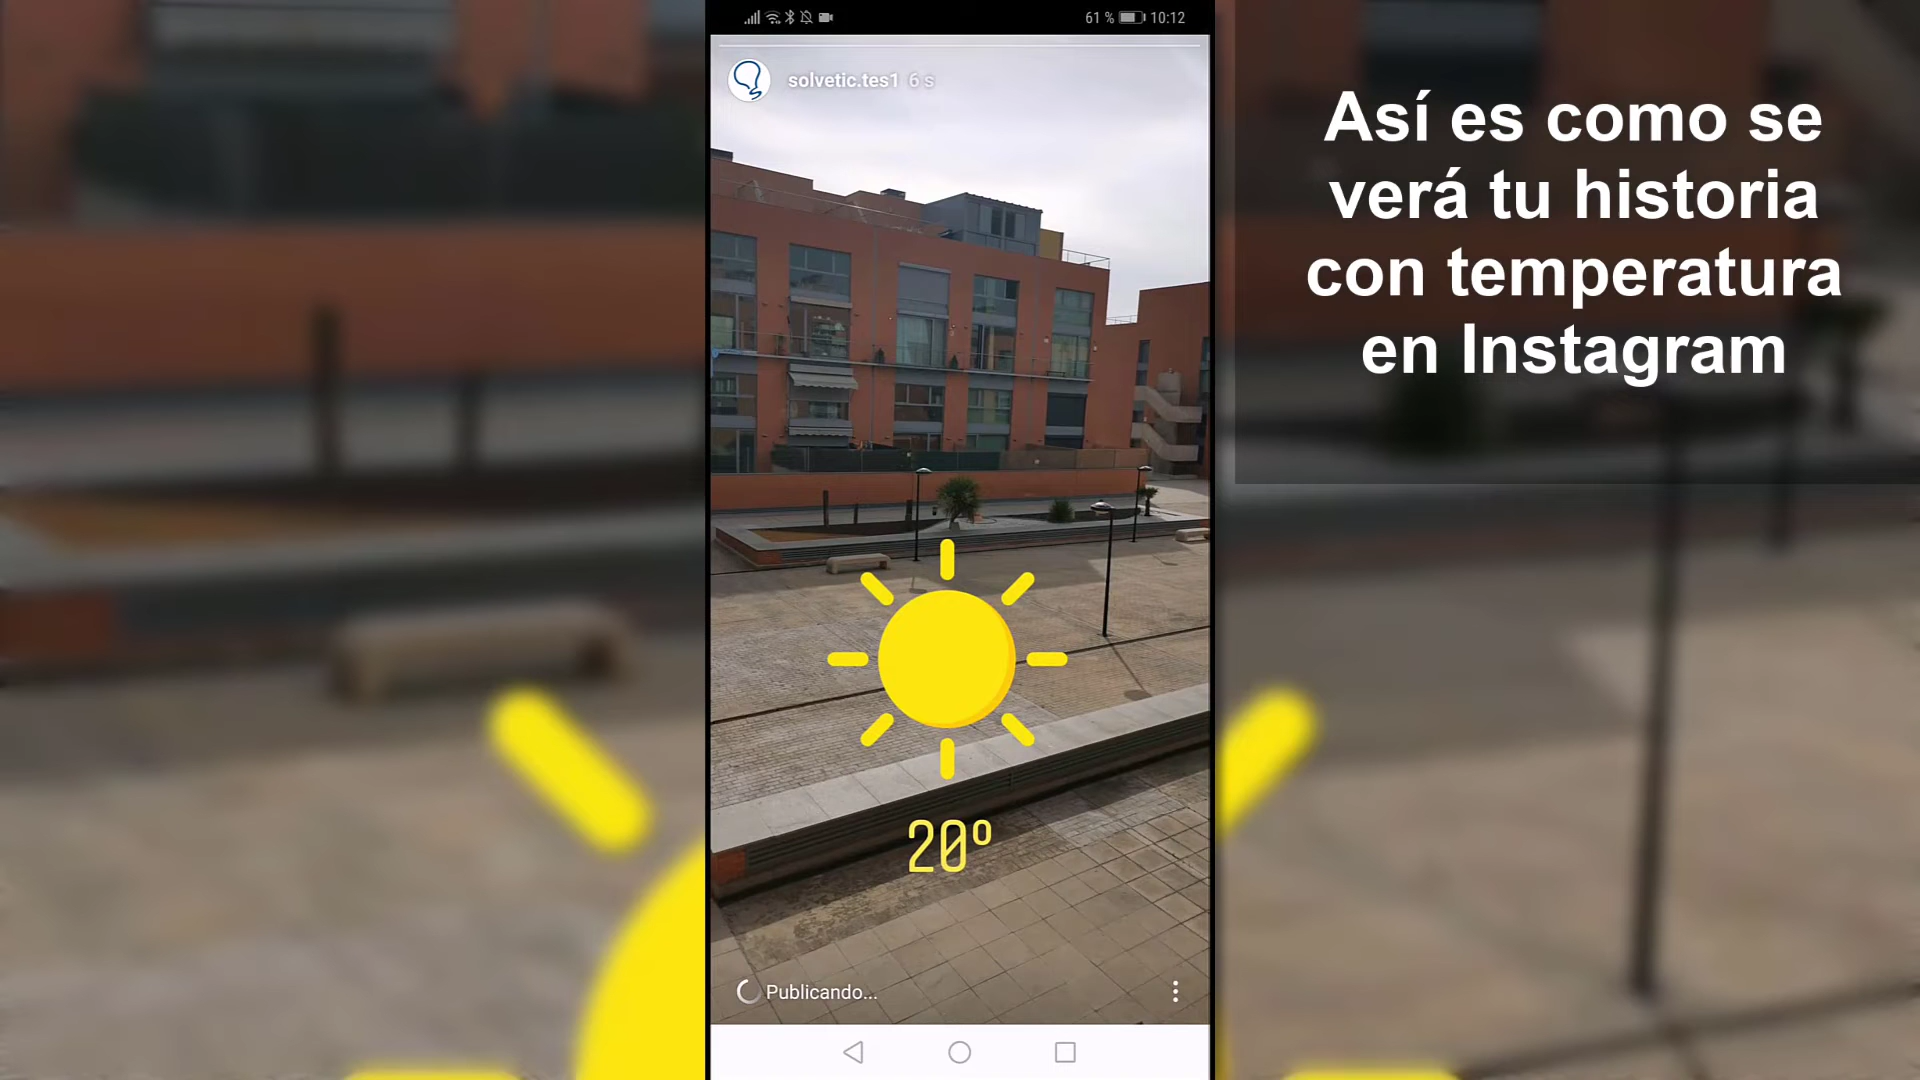 61 % 10:12
solvetic.tes1 6 s
Así es como se
verá tu historia
con temperatura
en Instagram
20º
Publicando...